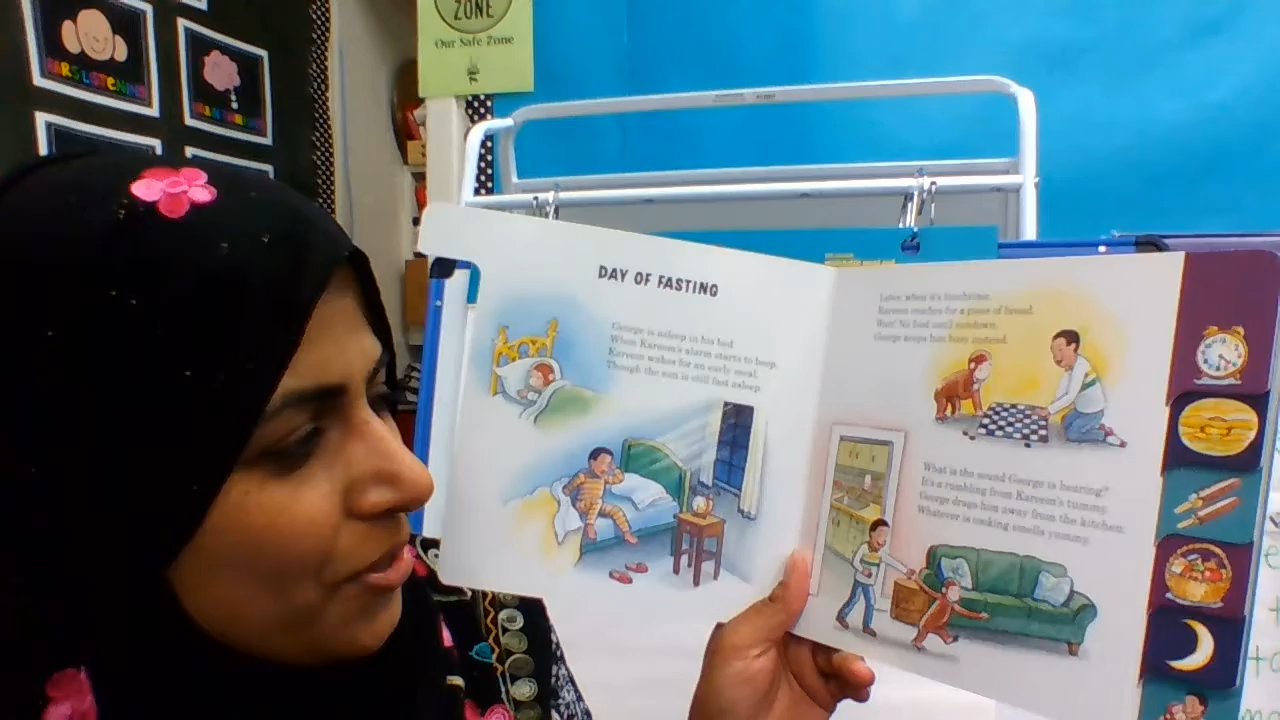 ZONE
Our Safe Zone
EARS LISTENING
DAY OF FASTING
George is asleep in his bed
When Kareem's alarm starts to beep.
Kareem wakes for an early meal,
Though the sun is still fast asleep.
Later, when it's lunchtime,
Kareem reaches for a piece of bread.
Wait! No food until sundown.
George keeps him busy instead.
What is the sound George is hearing?
It's a rumbling from Kareem's tummy.
George drags him away from the kitchen.
Whatever is cooking smells yummy.